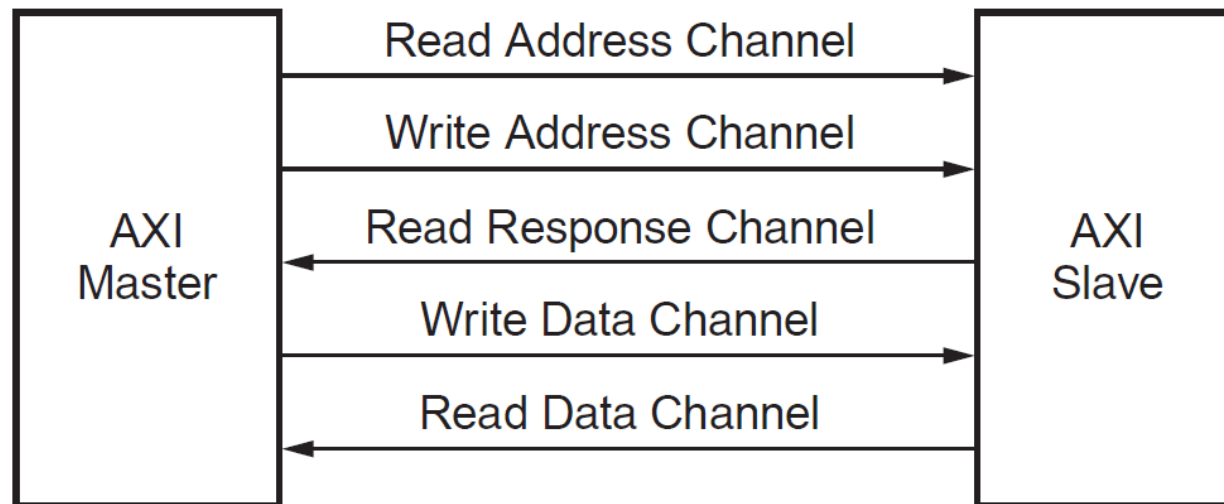 Read Address Channel
Write Address Channel
Read Response Channel
Write Data Channel
Read Data Channel
AXI
Master
AXI
Slave